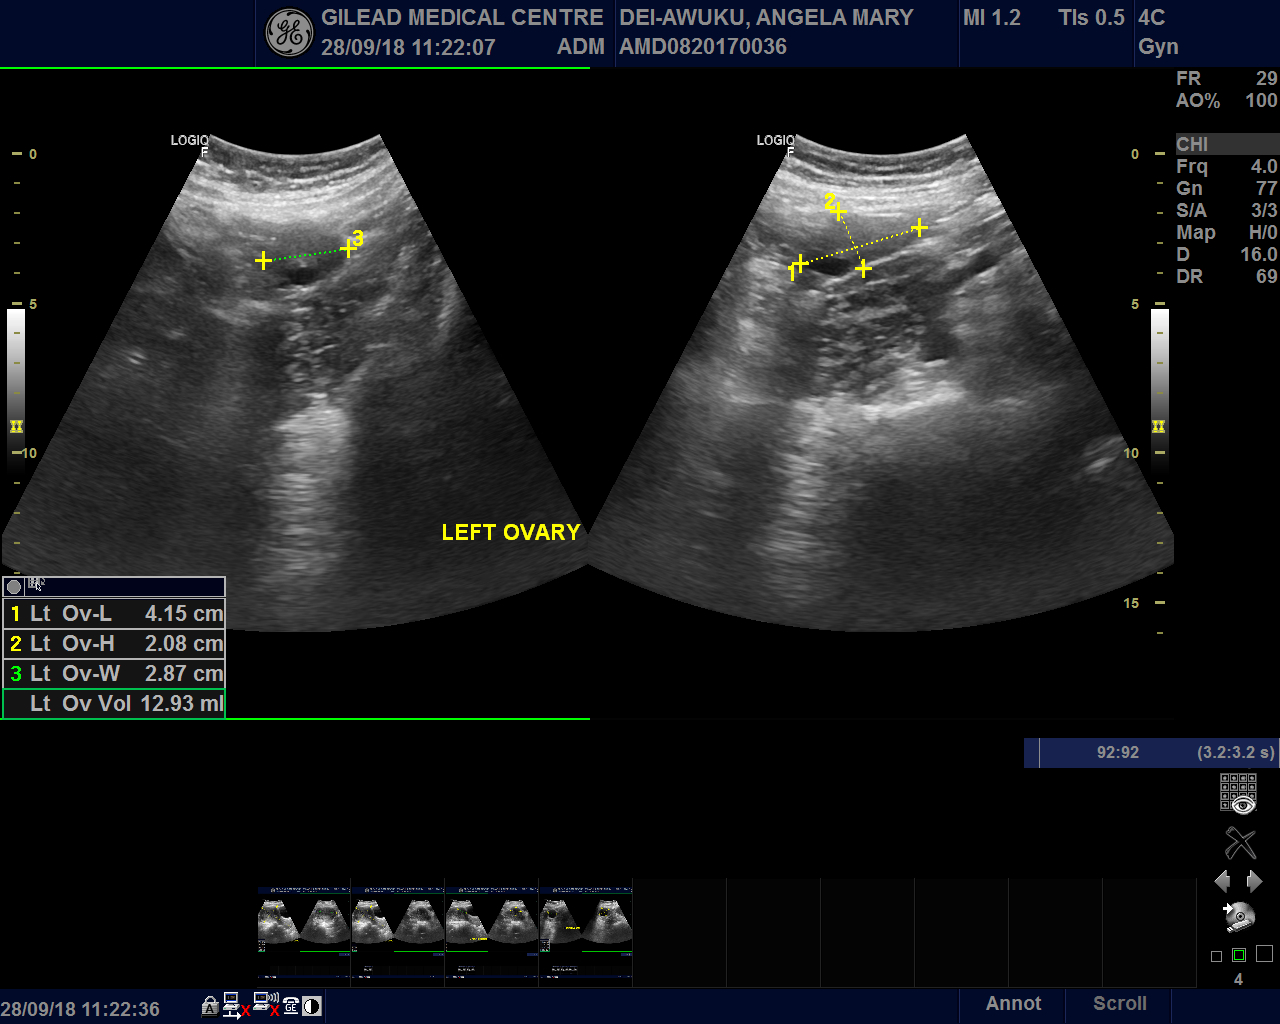 GILEAD MEDICAL CENTRE
28/09/18 11:22:07 ADM
DEI-AWUKU, ANGELA MARY
AMD0820170036
MI 1.2 TIs 0.5
4C
Gyn
FR 29
AO% 100
CHI
Frq 4.0
Gn 77
S/A 3/3
Map H/0
D 16.0
DR 69
LOGIQ
F
0
5
10
3
LEFT OVARY
LOGIQ
F
2
1
0
5
10
15
1 Lt Ov-L 4.15 cm
2 Lt Ov-H 2.08 cm
3 Lt Ov-W 2.87 cm
Lt Ov Vol 12.93 ml
92:92 (3.2:3.2 s)
4
28/09/18 11:22:36
Annot
Scroll